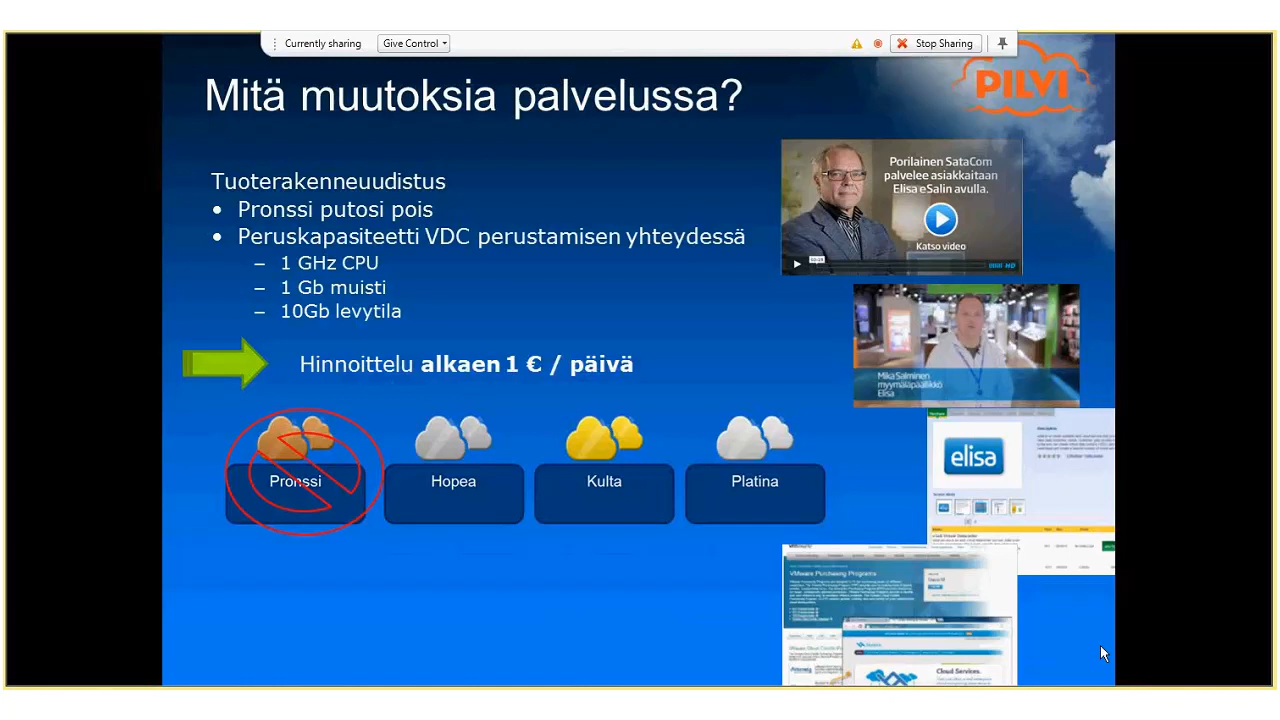 Currently sharing
Give Control
Stop Sharing
PILVI
Mitä muutoksia palvelussa?
Tuoterakenneuudistus
• Pronssi putosi pois
• Peruskapasiteetti VDC perustamisen yhteydessä
– 1 GHz CPU
– 1 Gb muisti
– 10Gb levytila
Hinnoittelu alkaen 1 € / päivä
Pronssi
Hopea
Kulta
Platina
Porilainen SataCom
palvelee asiakkaitaan
Elisa eSalin avulla.
Katso video
HD
Mika Salminen
myymäläpäällikkö
Elisa
elisa
VMware Purchasing Programs
Cloud Services.